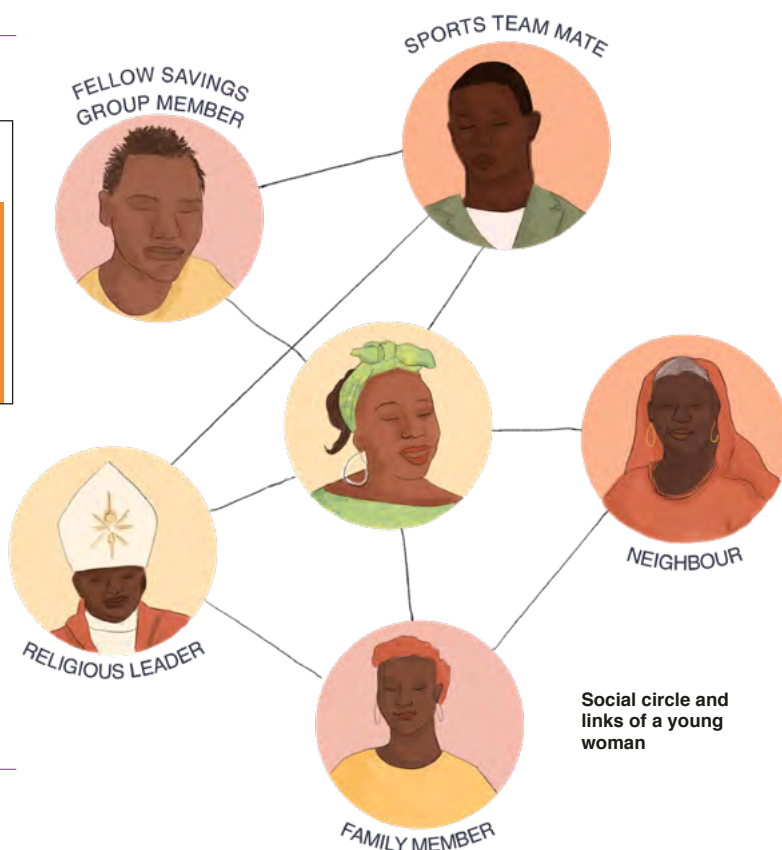 SPORTS TEAM MATE
FELLOW SAVINGS
GROUP MEMBER
NEIGHBOUR
RELIGIOUS LEADER
Social circle and
links of a young
woman
FAMILY MEMBER